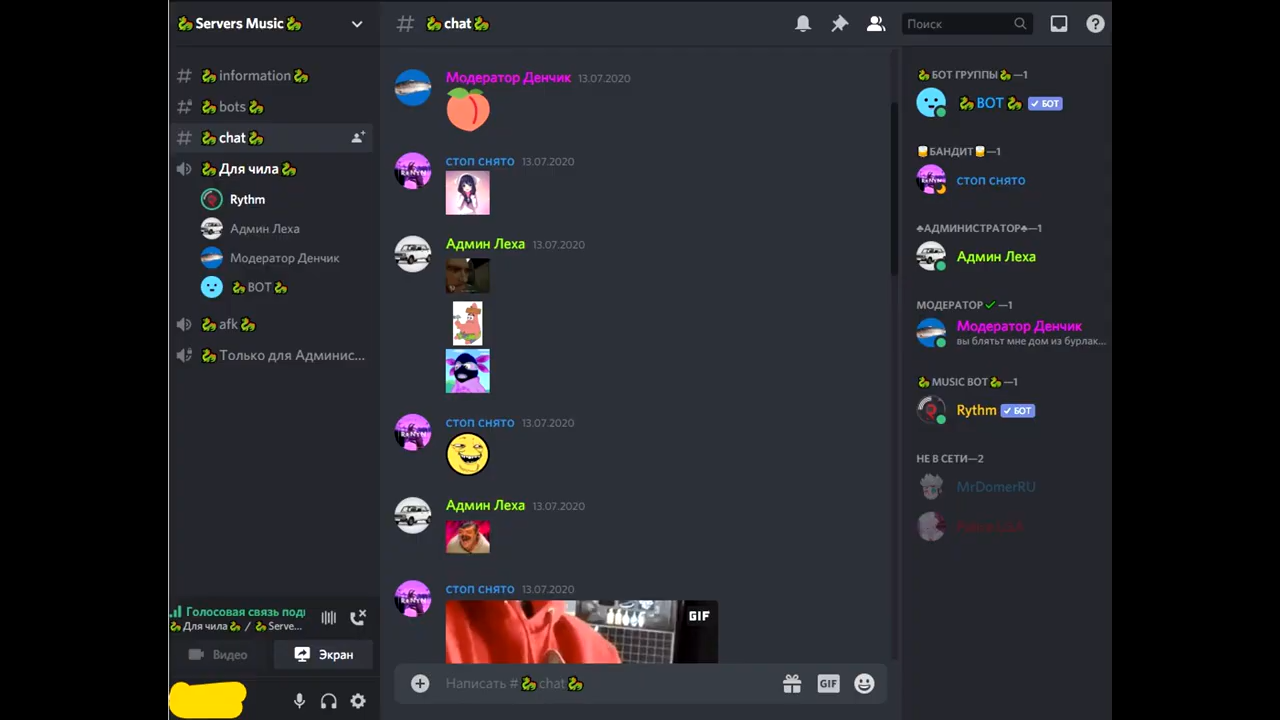 Servers Music
information
bots
chat
Для чила
Rythm
Админ Леха
Модератор Денчик
BOT
afk
Только для Админис...
Голосовая связь под
Для чила / Serve...
Видео
Экран
# chat
Поиск
Модератор Денчик 13.07.2020
СТОП СНЯТО 13.07.2020
Админ Леха 13.07.2020
СТОП СНЯТО 13.07.2020
Админ Леха 13.07.2020
СТОП СНЯТО 13.07.2020
GIF
Написать # chat
GIF
БОТ ГРУППЫ—1
BOT ✓ БОТ
БАНДИТ—1
СТОП СНЯТО
♣АДМИНИСТРАТОР♣—1
Админ Леха
МОДЕРАТОР ✓ —1
Модератор Денчик
вы блятьт мне дом из бурлак...
MUSIC BOT—1
Rythm ✓ БОТ
НЕ В СЕТИ—2
MrDomerRU